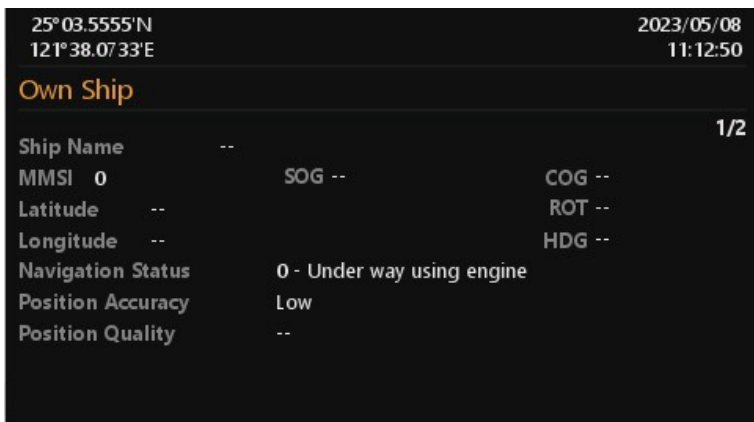 25°03.5555'N 2023/05/08
121°38.0733'E 11:12:50
Own Ship
1/2
Ship Name --
MMSI 0 SOG -- COG --
Latitude -- ROT --
Longitude -- HDG --
Navigation Status 0 - Under way using engine
Position Accuracy Low
Position Quality --